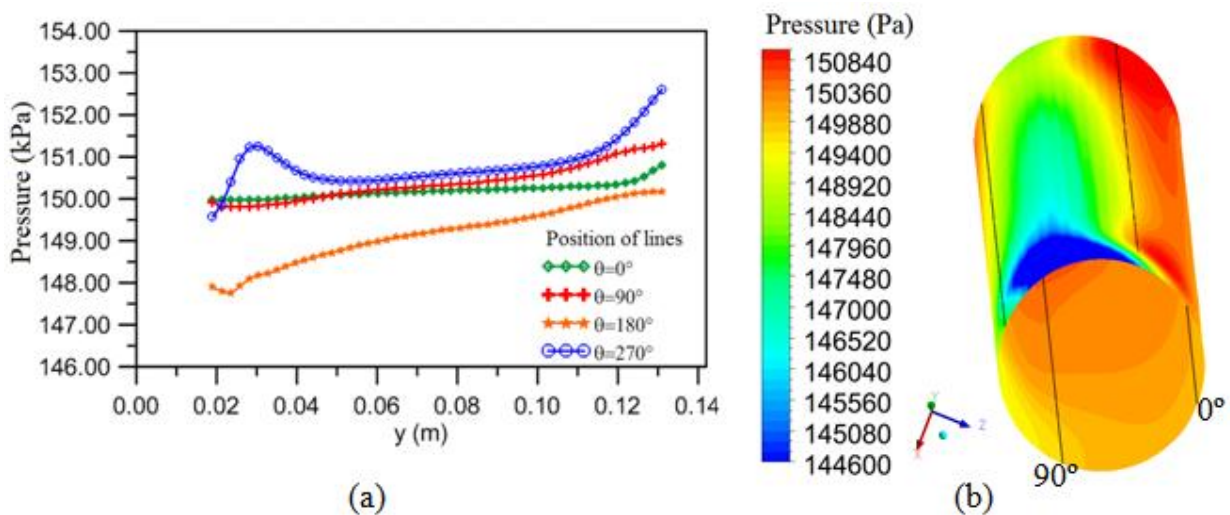 154.00
153.00
152.00
151.00
150.00
149.00
148.00
147.00
146.00
Pressure (kPa)
0.00 0.02 0.04 0.06 0.08 0.10 0.12 0.14
y (m)
Position of lines
θ=0°
θ=90°
θ=180°
θ=270°
(a)
Pressure (Pa)
150840
150360
149880
149400
148920
148440
147960
147480
147000
146520
146040
145560
145080
144600
Y
Z
X
0°
90°
(b)